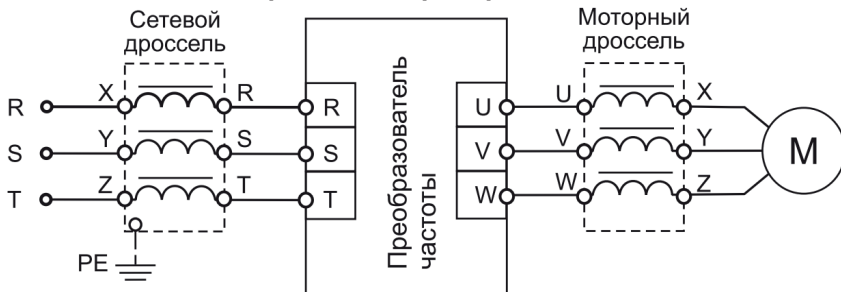 Сетевой
дроссель
Моторный
дроссель
Преобразователь
частоты
R X R R U U X
S Y S S V V Y M
T Z T T W W Z
PE